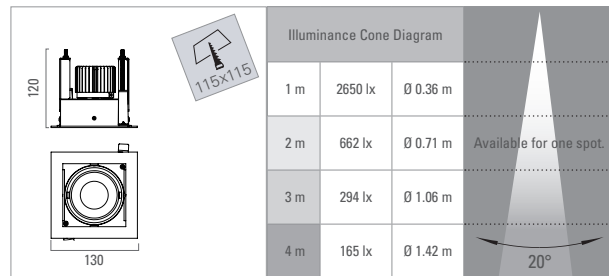 120
130
115x115
Illuminance Cone Diagram
1 m 2650 lx Ø 0.36 m
2 m 662 lx Ø 0.71 m
3 m 294 lx Ø 1.06 m
4 m 165 lx Ø 1.42 m
Available for one spot.
20°